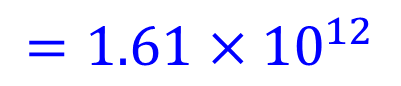 = 1.61 × 10¹²